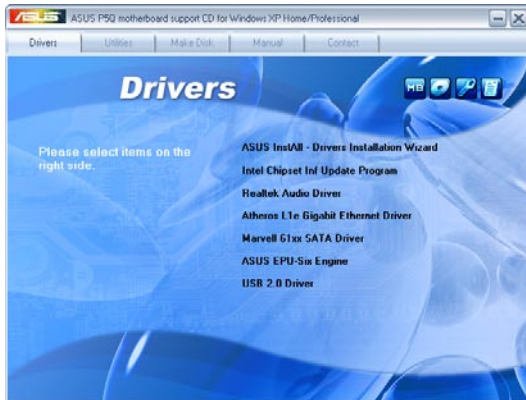 ASUS ASUS P5Q motherboard support CD for Windows XP Home/Professional
Drivers Utilities Make Disk Manual Contact
Drivers
MB
Please select items on the
right side.
ASUS InstAll - Drivers Installation Wizard
Intel Chipset Inf Update Program
Realtek Audio Driver
Atheros L1e Gigabit Ethernet Driver
Marvell 61xx SATA Driver
ASUS EPU-Six Engine
USB 2.0 Driver